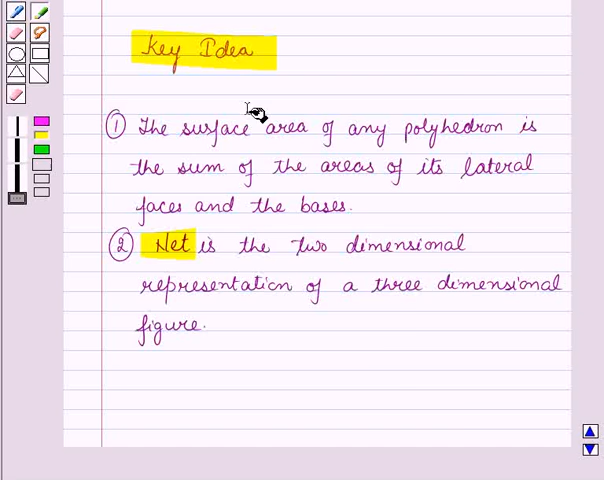 Key Idea
① The surface area of any polyhedron is
the sum of the areas of its lateral
faces and the bases.
② Net is the two dimensional
representation of a three dimensional
figure.